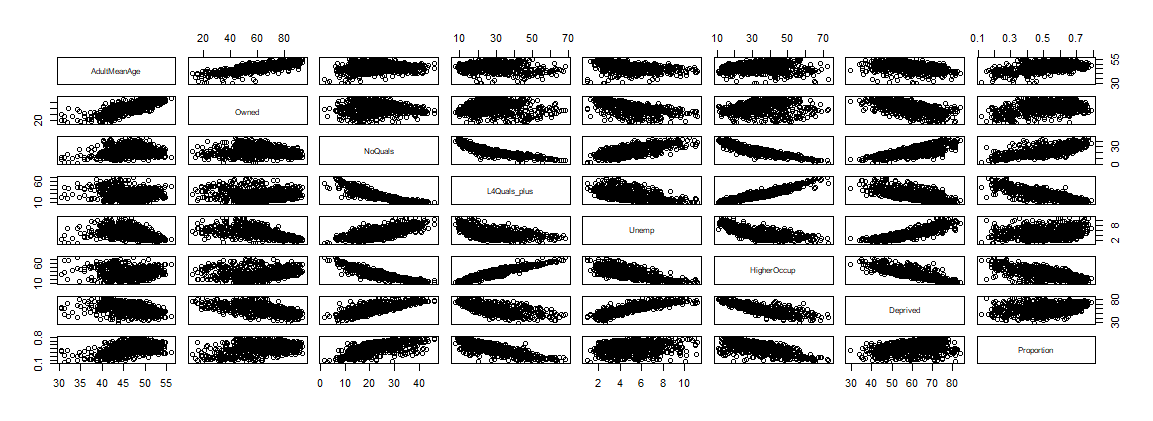 20 40 60 80 10 30 50 70 10 30 50 70 0.1 0.3 0.5 0.7
AdultMeanAge 30 55
20 Owned
NoQuals 0 30
10 60 L4Quals_plus
Unemp 2 8
10 60 HigherOccup
Deprived 30 80
0.1 0.8 Proportion
30 35 40 45 50 55 0 10 20 30 40 2 4 6 8 10 30 40 50 60 70 80